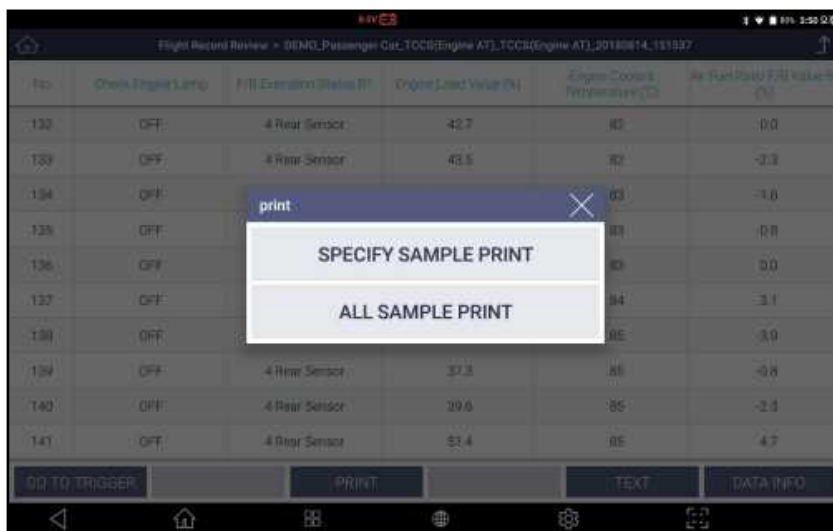 Flight Record Review > DEMO_Passenger Car_TCCS(Engine AT)_TCCS(Engine AT)_20180814_151537
No Check Engine Lamp F/B Execution Status B1 Engine Load Value (%) Engine Coolant Temperature (°C) Air Fuel Ratio F/B Value (%)
132 OFF 4 Rear Sensor 42.7 82 0.0
133 OFF 4 Rear Sensor 43.5 82 -2.3
134 OFF 83 -1.6
135 OFF 83 -0.8
136 OFF 83 0.0
137 OFF 84 3.1
138 OFF 85 -3.9
139 OFF 4 Rear Sensor 37.3 85 -0.8
140 OFF 4 Rear Sensor 39.6 85 -2.3
141 OFF 4 Rear Sensor 51.4 85 4.7
print
SPECIFY SAMPLE PRINT
ALL SAMPLE PRINT
GO TO TRIGGER PRINT TEXT DATA INFO